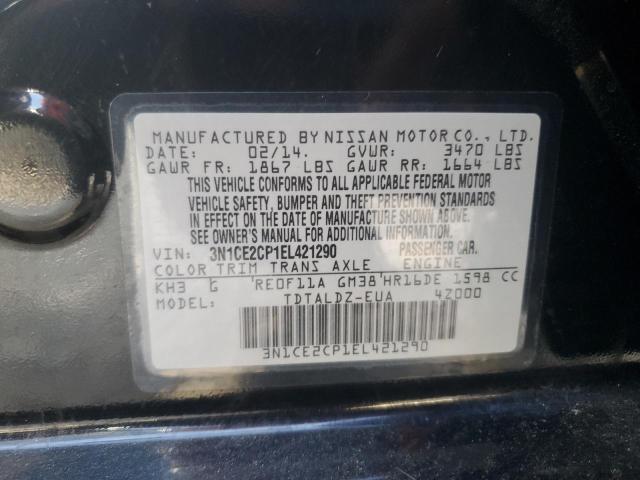 MANUFACTURED BY NISSAN MOTOR CO., LTD.
DATE: 02/14. GVWR: 3470 LBS
GAWR FR: 1867 LBS GAWR RR: 1664 LBS
THIS VEHICLE CONFORMS TO ALL APPLICABLE FEDERAL MOTOR
VEHICLE SAFETY, BUMPER AND THEFT PREVENTION STANDARDS
IN EFFECT ON THE DATE OF MANUFACTURE SHOWN ABOVE.
SEE OWNER'S MANUAL FOR ADDITIONAL INFORMATION.
VIN: 3N1CE2CP1EL421290 PASSENGER CAR.
COLOR TRIM TRANS AXLE ENGINE
KH3 G 'RE0F11A GM38'HR16DE 1598 CC
TDTALDZ-EUA 4Z000
3N1CE2CP1EL421290